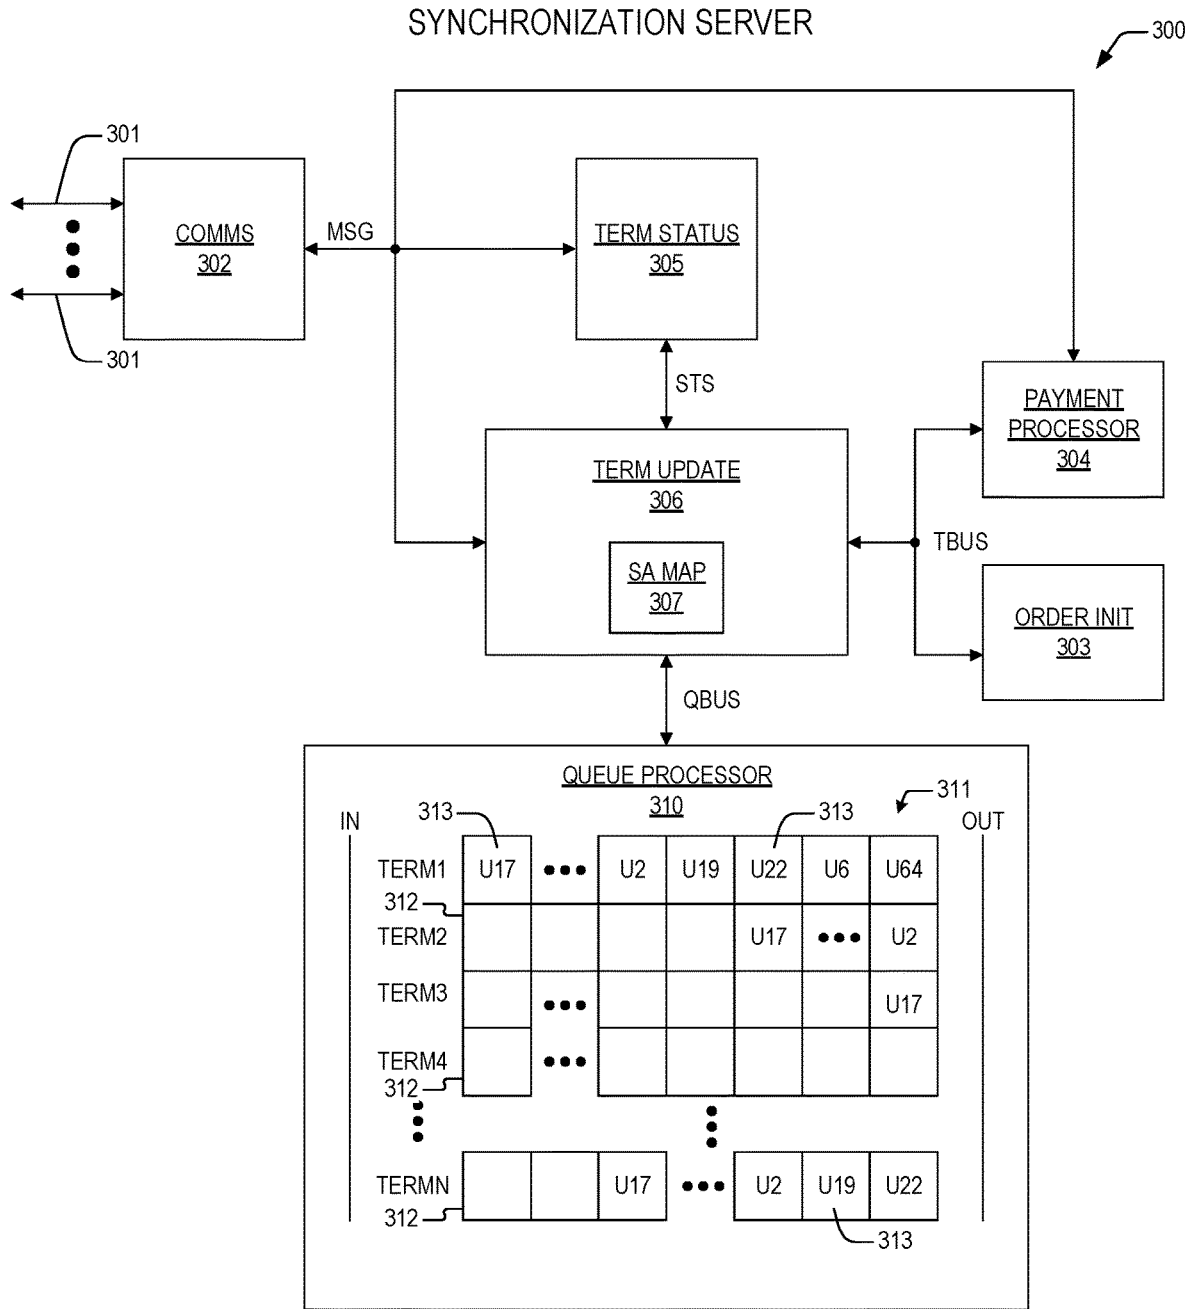 SYNCHRONIZATION SERVER
300
301
COMMS
302
MSG
TERM STATUS
305
301
STS
PAYMENT
PROCESSOR
304
TERM UPDATE
306
TBUS
SA MAP
307
ORDER INIT
303
QBUS
QUEUE PROCESSOR
310
311
IN
313
313
OUT
TERM1 U17 U2 U19 U22 U6 U64
312
TERM2 U17 U2
TERM3 U17
TERM4
312
TERMN U17 U2 U19 U22
312
313